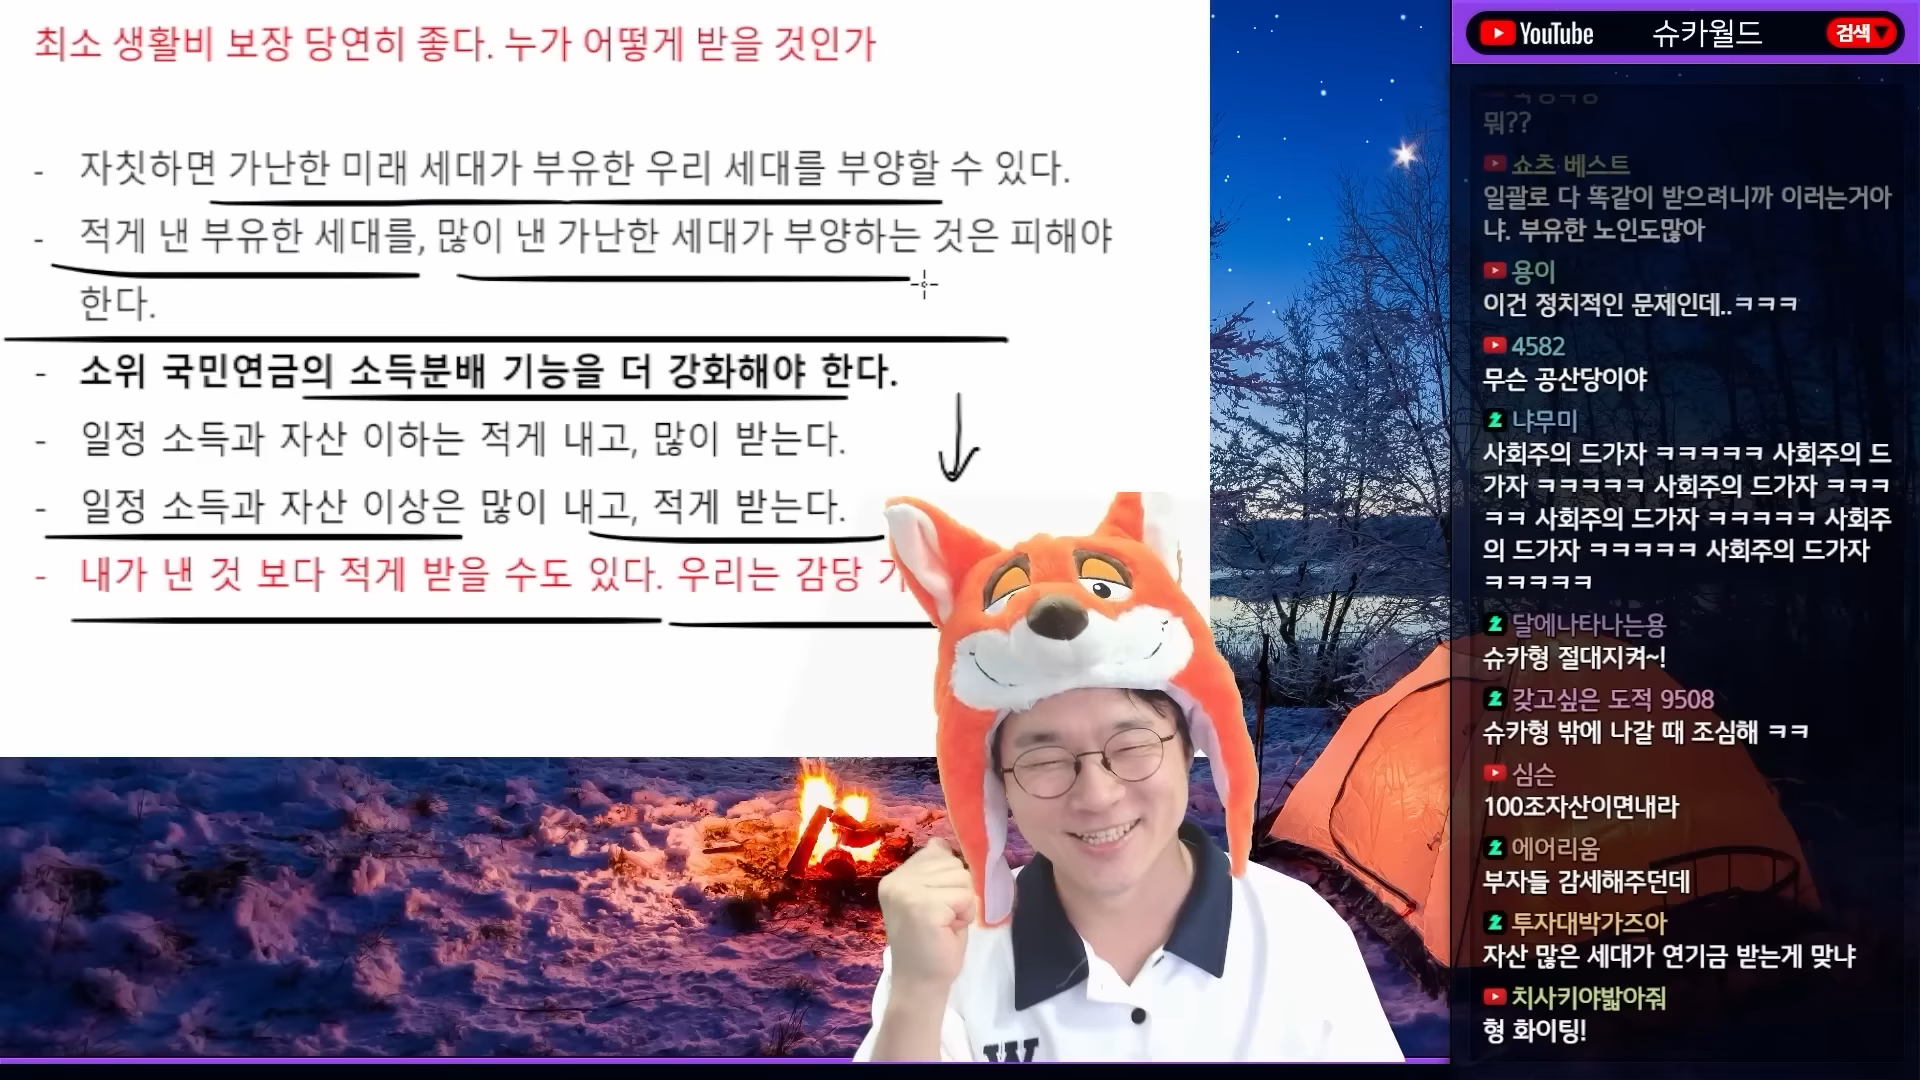 최소 생활비 보장 당연히 좋다. 누가 어떻게 받을 것인가
- 자칫하면 가난한 미래 세대가 부유한 우리 세대를 부양할 수 있다.
- 적게 낸 부유한 세대를, 많이 낸 가난한 세대가 부양하는 것은 피해야
한다.
- 소위 국민연금의 소득분배 기능을 더 강화해야 한다.
- 일정 소득과 자산 이하는 적게 내고, 많이 받는다.
- 일정 소득과 자산 이상은 많이 내고, 적게 받는다.
- 내가 낸 것 보다 적게 받을 수도 있다. 우리는 감당
W
YouTube 슈카월드 검색
뭐??
쇼츠 베스트
일괄로 다 똑같이 받으려니까 이러는거아
냐. 부유한 노인도많아
용이
이건 정치적인 문제인데..ㅋㅋㅋ
4582
무슨 공산당이야
냐무미
사회주의 드가자 ㅋㅋㅋㅋㅋ 사회주의 드
가자 ㅋㅋㅋㅋㅋ 사회주의 드가자 ㅋㅋㅋ
ㅋㅋ 사회주의 드가자 ㅋㅋㅋㅋㅋ 사회주
의 드가자 ㅋㅋㅋㅋㅋ 사회주의 드가자
ㅋㅋㅋㅋㅋ
달에나타나는용
슈카형 절대지켜~!
갖고싶은 도적 9508
슈카형 밖에 나갈 때 조심해 ㅋㅋ
심슨
100조자산이면내라
에어리움
부자들 감세해주던데
투자대박가즈아
자산 많은 세대가 연기금 받는게 맞냐
치사키야밟아줘
형 화이팅!